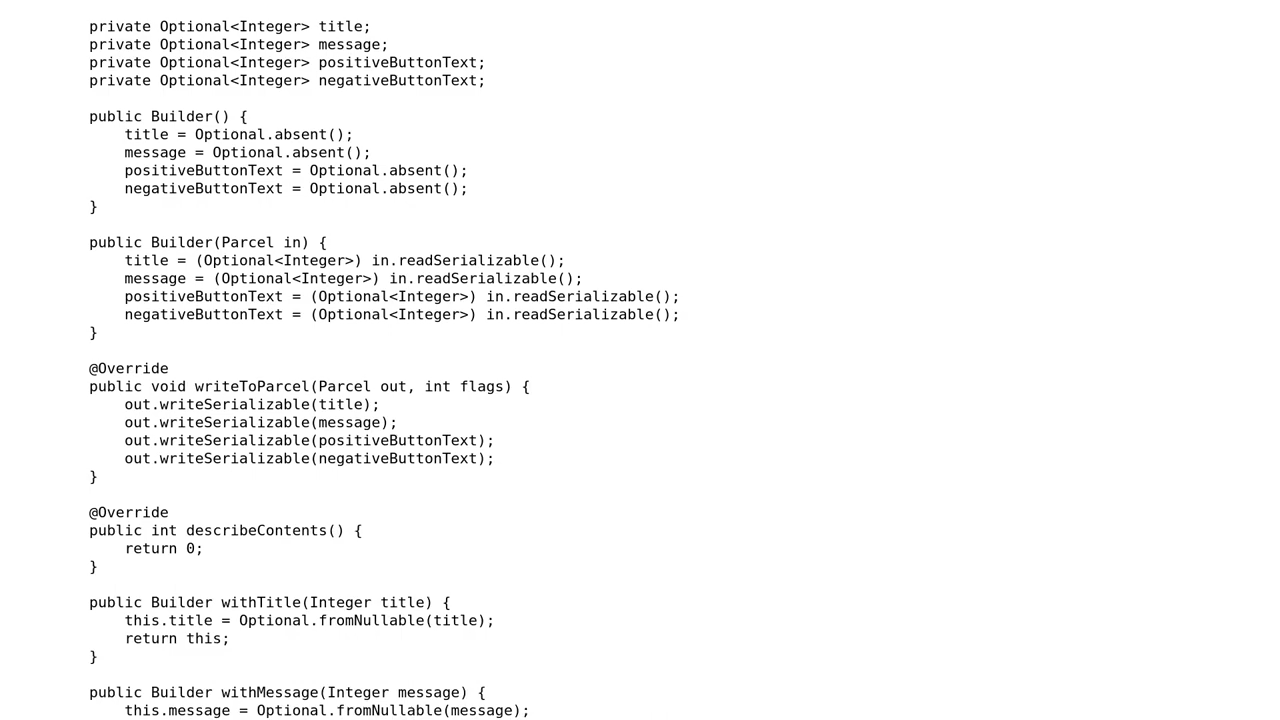 private Optional<Integer> title;
private Optional<Integer> message;
private Optional<Integer> positiveButtonText;
private Optional<Integer> negativeButtonText;

public Builder() {
    title = Optional.absent();
    message = Optional.absent();
    positiveButtonText = Optional.absent();
    negativeButtonText = Optional.absent();
}

public Builder(Parcel in) {
    title = (Optional<Integer>) in.readSerializable();
    message = (Optional<Integer>) in.readSerializable();
    positiveButtonText = (Optional<Integer>) in.readSerializable();
    negativeButtonText = (Optional<Integer>) in.readSerializable();
}

@Override
public void writeToParcel(Parcel out, int flags) {
    out.writeSerializable(title);
    out.writeSerializable(message);
    out.writeSerializable(positiveButtonText);
    out.writeSerializable(negativeButtonText);
}

@Override
public int describeContents() {
    return 0;
}

public Builder withTitle(Integer title) {
    this.title = Optional.fromNullable(title);
    return this;
}

public Builder withMessage(Integer message) {
    this.message = Optional.fromNullable(message);